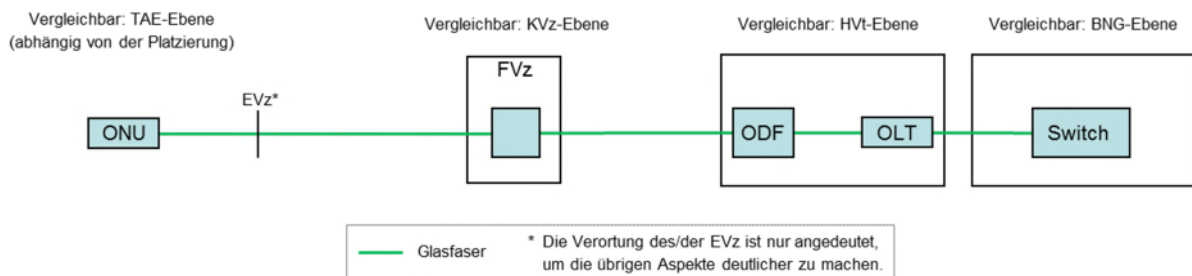 Vergleichbar: TAE-Ebene
(abhängig von der Platzierung)
Vergleichbar: KVz-Ebene
Vergleichbar: HVt-Ebene
Vergleichbar: BNG-Ebene
FVz
EVz*
ONU
ODF
OLT
Switch
Glasfaser
* Die Verortung des/der EVz ist nur angedeutet,
um die übrigen Aspekte deutlicher zu machen.